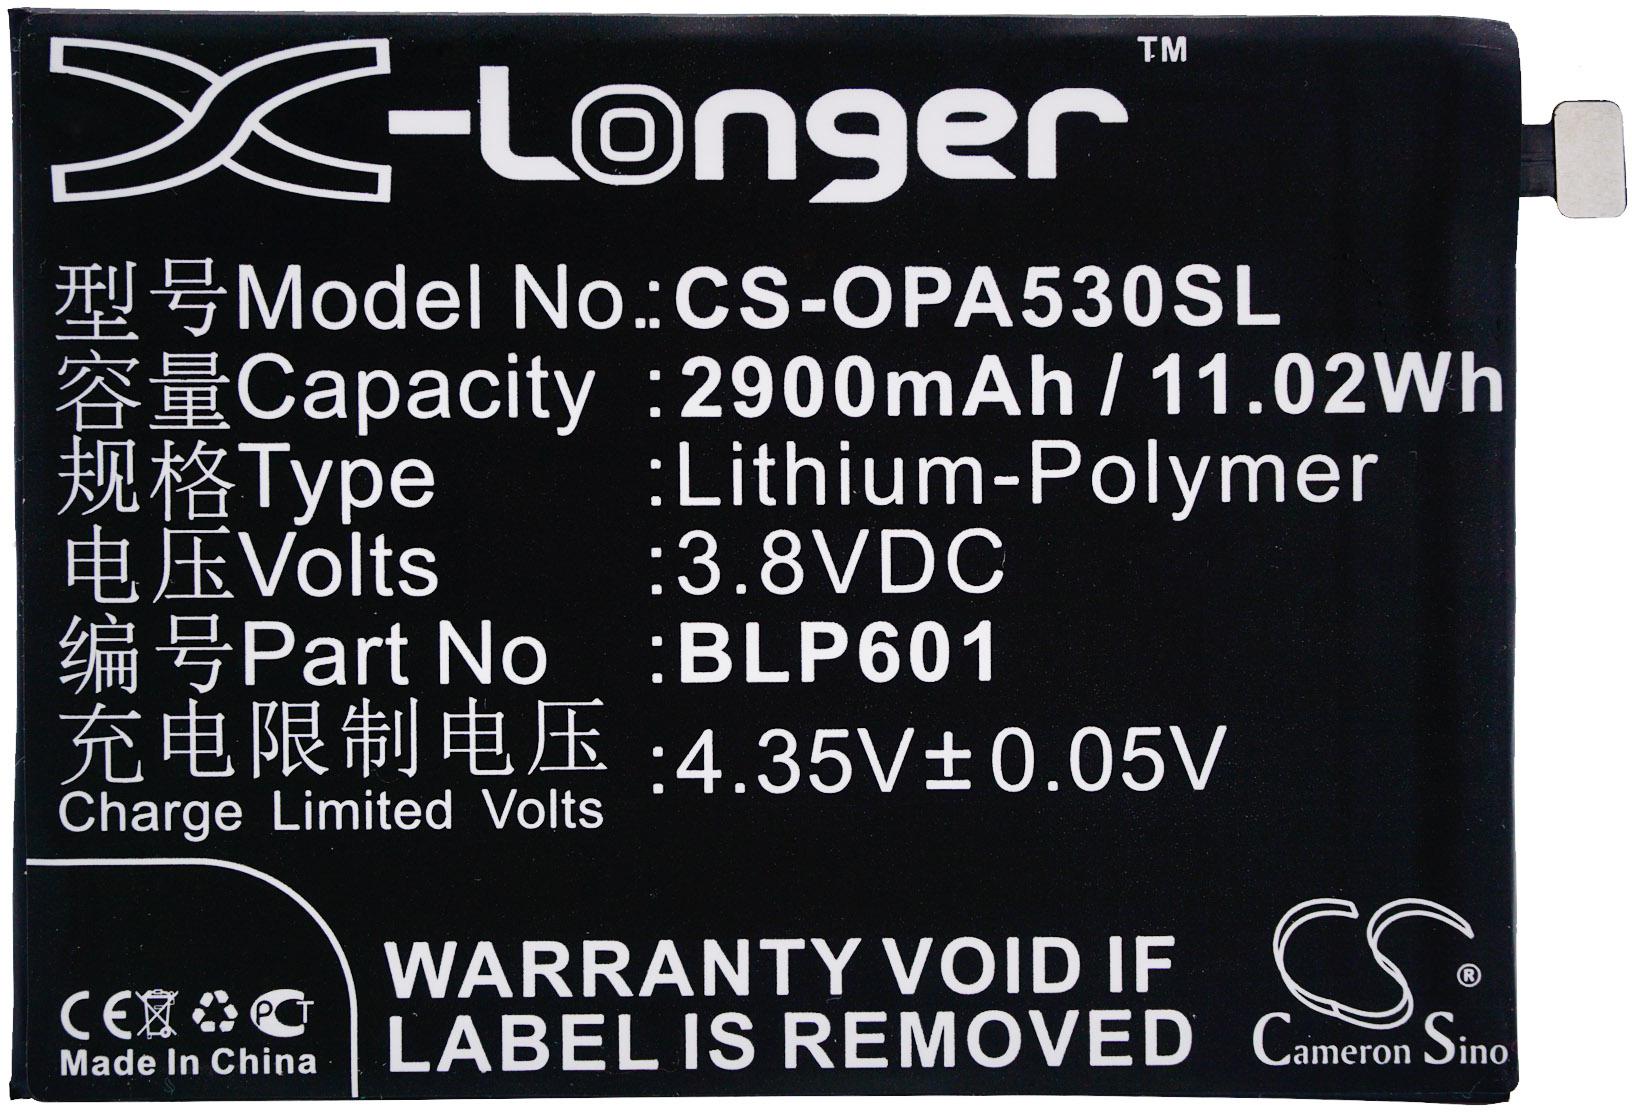 X-Longer™
型号Model No.:CS-OPA530SL
容量Capacity :2900mAh / 11.02Wh
规格Type :Lithium-Polymer
电压Volts :3.8VDC
编号Part No :BLP601
充电限制电压 :4.35V±0.05V
Charge Limited Volts
WARRANTY VOID IF
LABEL IS REMOVED
CE PCT
Made In China
CS®
Cameron Sino